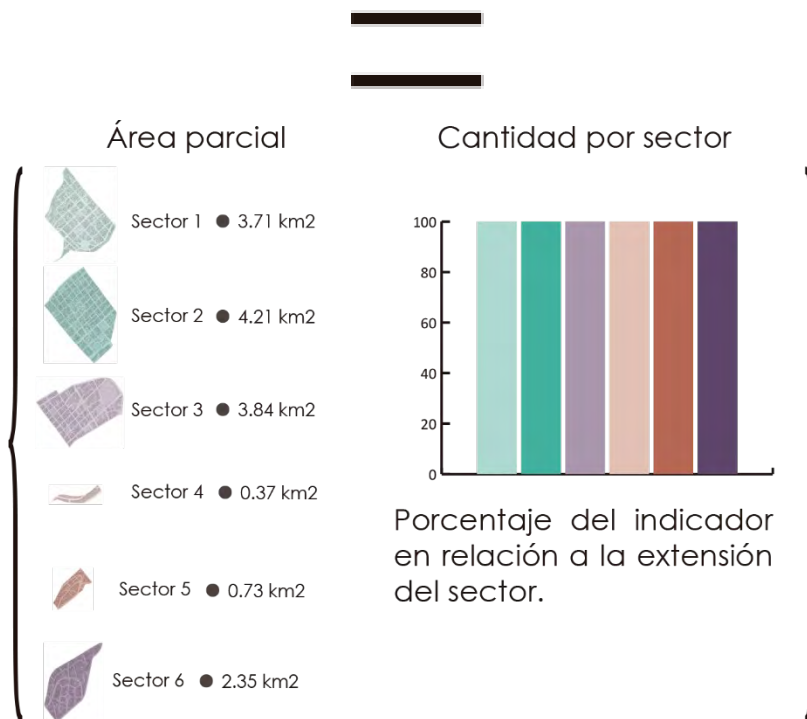 Área parcial
Sector 1 ● 3.71 km2
Sector 2 ● 4.21 km2
Sector 3 ● 3.84 km2
Sector 4 ● 0.37 km2
Sector 5 ● 0.73 km2
Sector 6 ● 2.35 km2
Cantidad por sector
100
80
60
40
20
0
Porcentaje del indicador
en relación a la extensión
del sector.